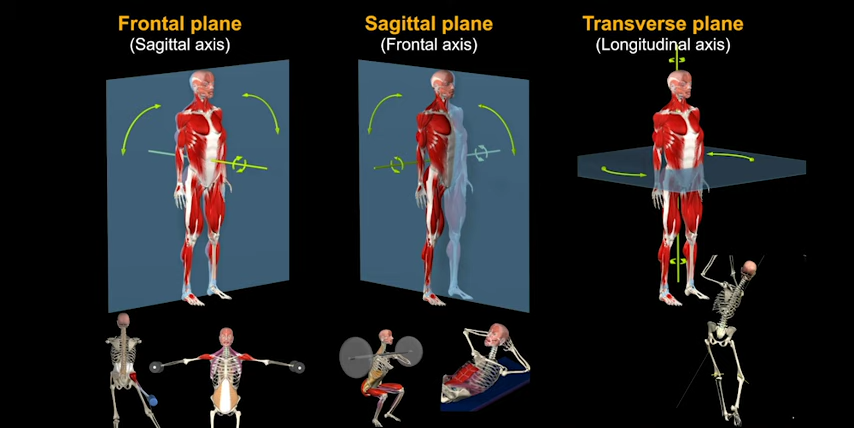 Frontal plane
(Sagittal axis)
Sagittal plane
(Frontal axis)
Transverse plane
(Longitudinal axis)